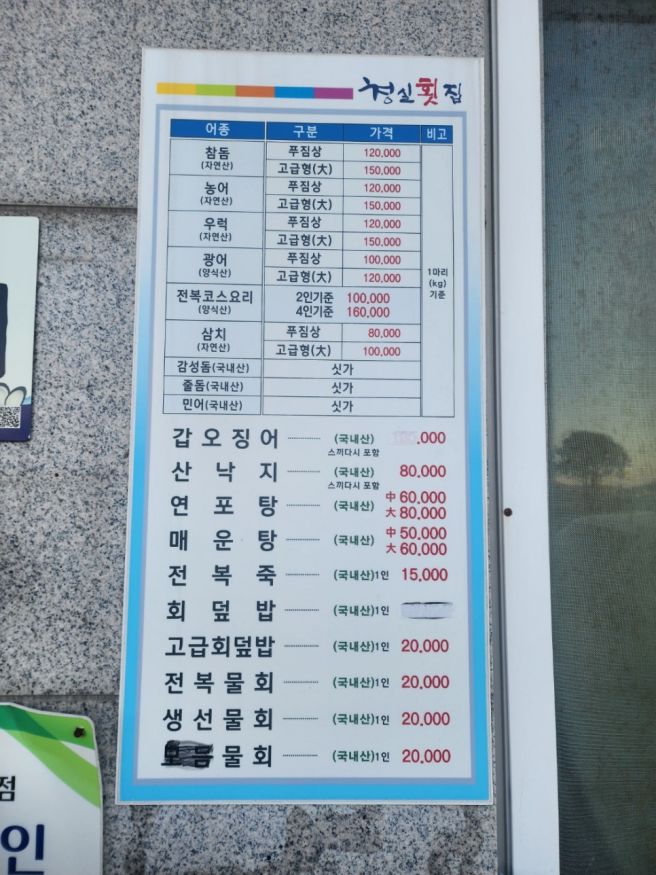 청실횟집
어종 구분 가격 비고
참돔 (자연산) 푸짐상 120,000
고급형(大) 150,000
농어 (자연산) 푸짐상 120,000
고급형(大) 150,000
우럭 (자연산) 푸짐상 120,000
고급형(大) 150,000
광어 (양식산) 푸짐상 100,000
고급형(大) 120,000
1마리
(kg)
기준
전복코스요리 (양식산) 2인기준 100,000
4인기준 160,000
삼치 (자연산) 푸짐상 80,000
고급형(大) 100,000
감성돔(국내산) 싯가
줄돔(국내산) 싯가
민어(국내산) 싯가
갑오징어 (국내산) .000
스끼다시 포함
산낙지 (국내산) 80,000
스끼다시 포함
연포탕 (국내산) 中 60,000
大 80,000
매운탕 (국내산) 中 50,000
大 60,000
전복죽 (국내산)1인 15,000
회덮밥 (국내산)1인
고급회덮밥 (국내산)1인 20,000
전복물회 (국내산)1인 20,000
생선물회 (국내산)1인 20,000
물회 (국내산)1인 20,000
점
인